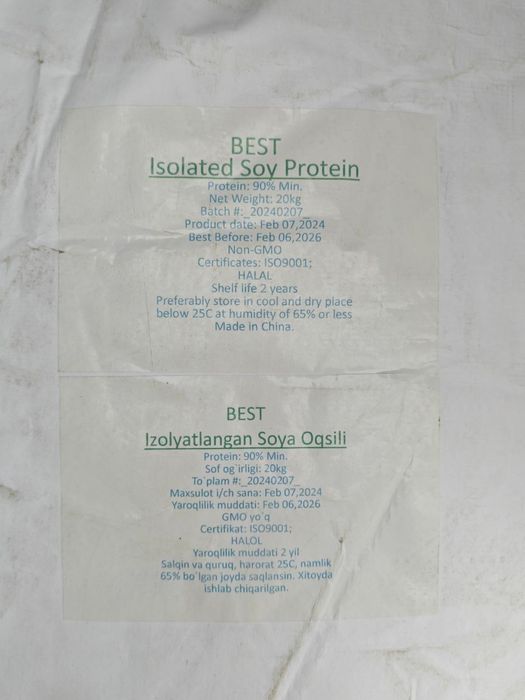 BEST
Isolated Soy Protein
Protein: 90% Min.
Net Weight: 20kg
Batch #:_20240207_
Product date: Feb 07,2024
Best Before: Feb 06,2026
Non-GMO
Certificates: ISO9001;
HALAL
Shelf life 2 years
Preferably store in cool and dry place
below 25C at humidity of 65% or less
Made in China.
BEST
Izolyatlangan Soya Oqsili
Protein: 90% Min.
Sof og`irligi: 20kg
To`plam #:_20240207_
Maxsulot i/ch sana: Feb 07,2024
Yaroqlilik muddati: Feb 06,2026
GMO yo`q
Certifikat: ISO9001;
HALOL
Yaroqlilik muddati 2 yil
Salqin va quruq, harorat 25C, namlik
65% bo`lgan joyda saqlansin. Xitoyda
ishlab chiqarilgan.